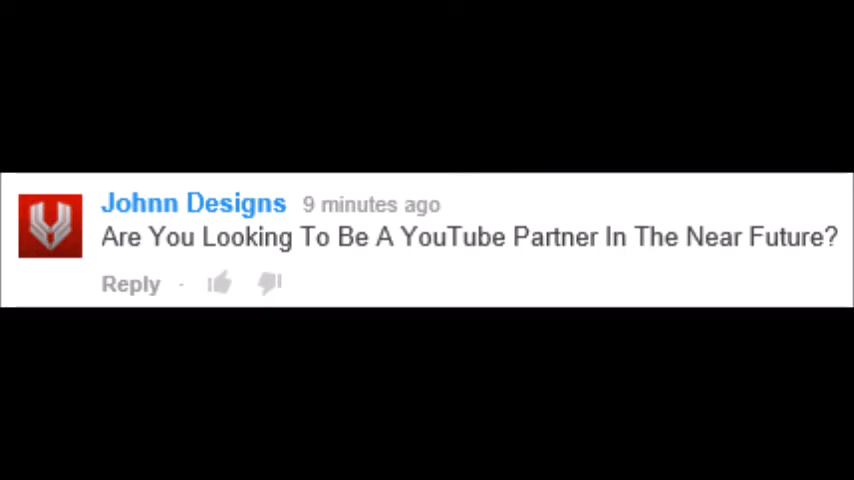 Johnn Designs 9 minutes ago
Are You Looking To Be A YouTube Partner In The Near Future?
Reply ·